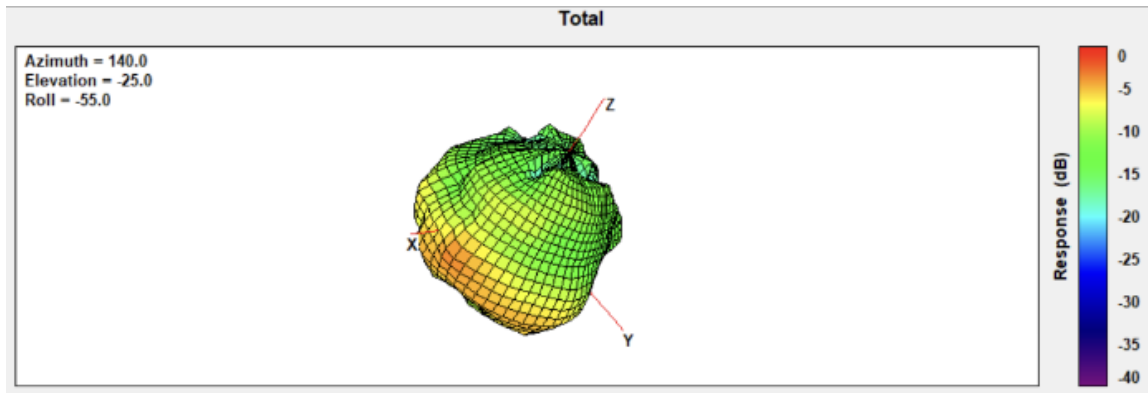 Total
Azimuth = 140.0
Elevation = -25.0
Roll = -55.0
Z
X
Y
Response (dB)
0
-5
-10
-15
-20
-25
-30
-35
-40